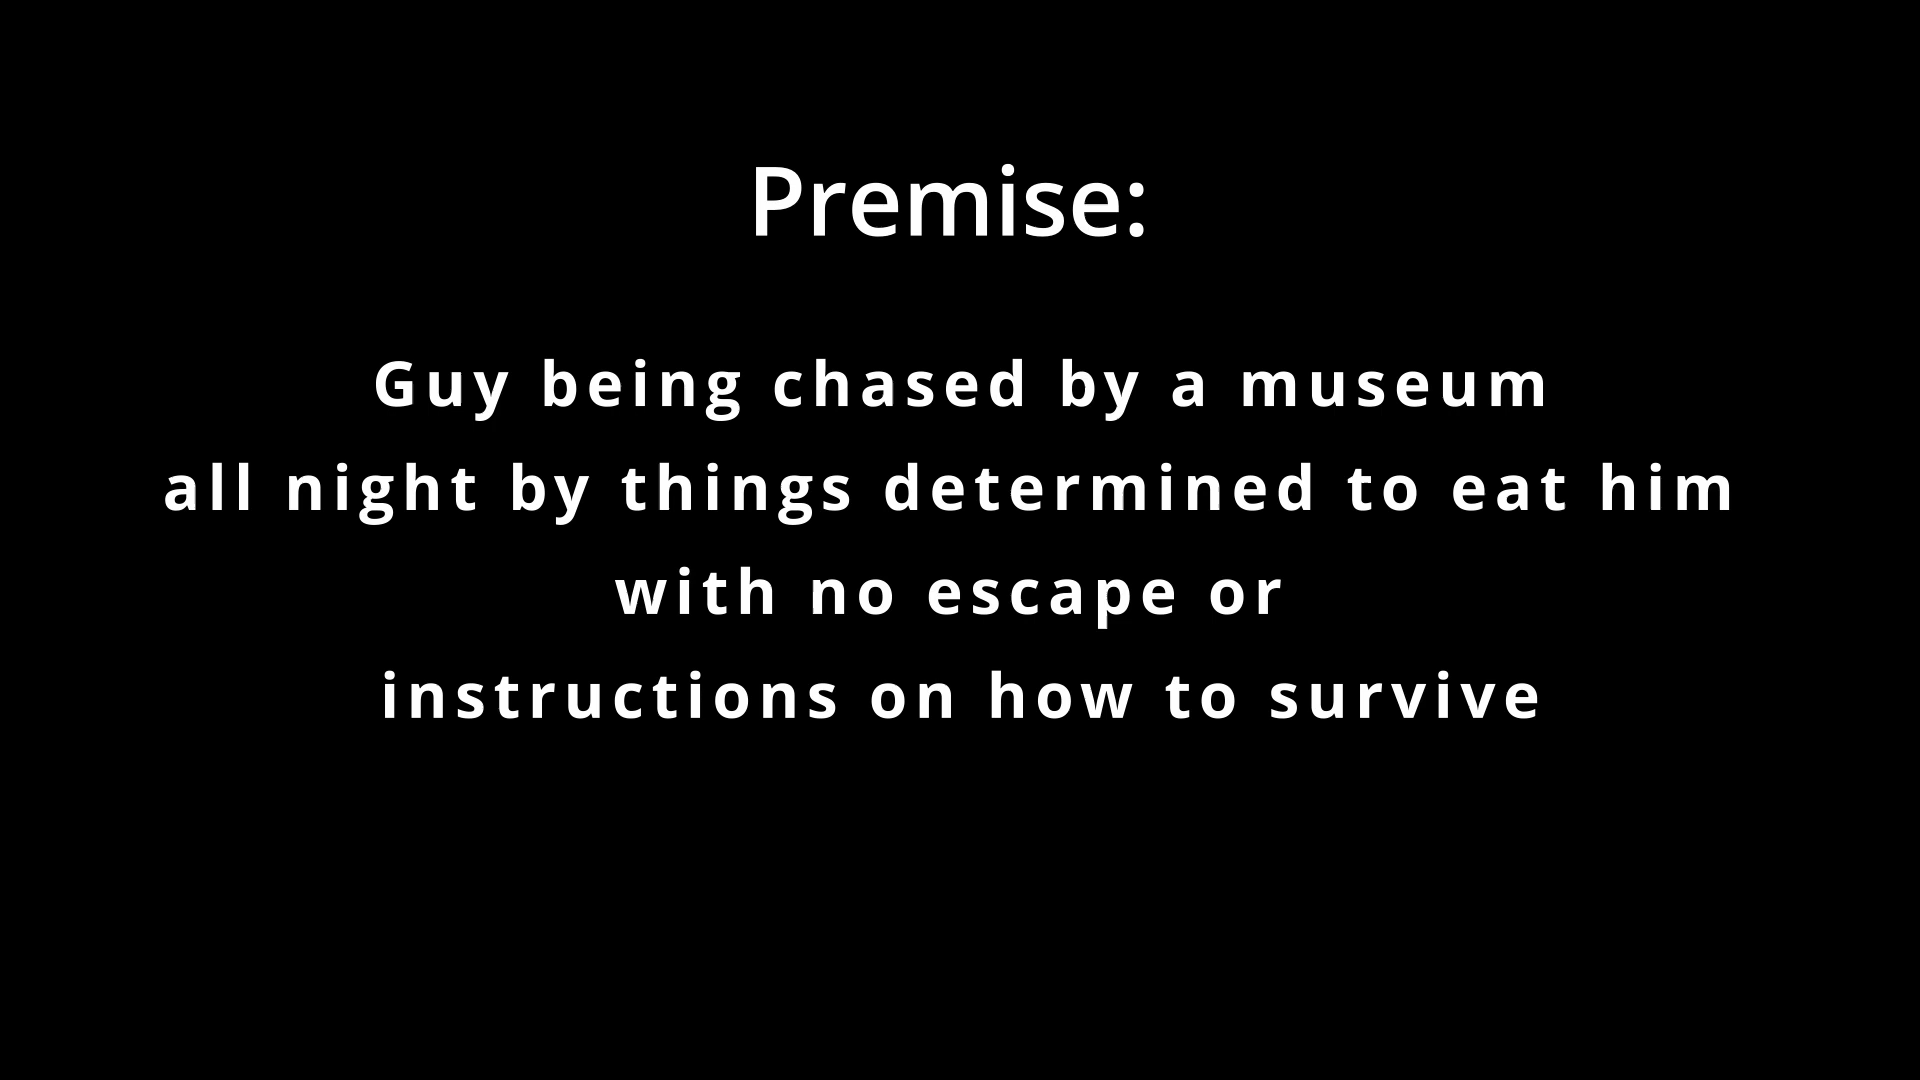 Premise:
Guy being chased by a museum
all night by things determined to eat him
with no escape or
instructions on how to survive